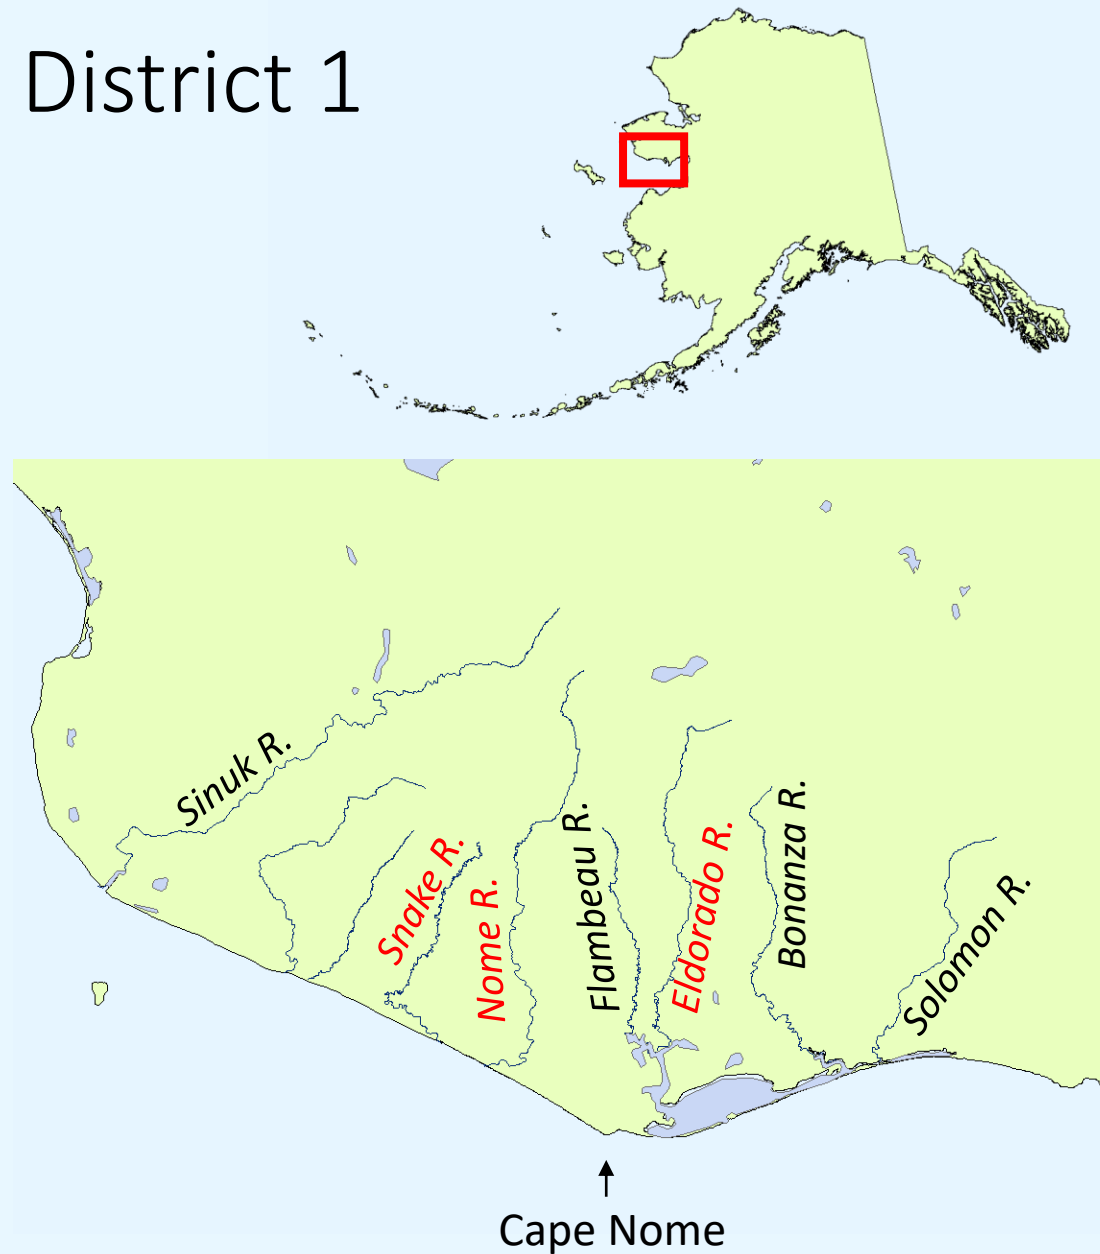 District 1
Sinuk R.
Snake R.
Nome R.
Flambeau R.
Eldorado R.
Bonanza R.
Solomon R.
Cape Nome